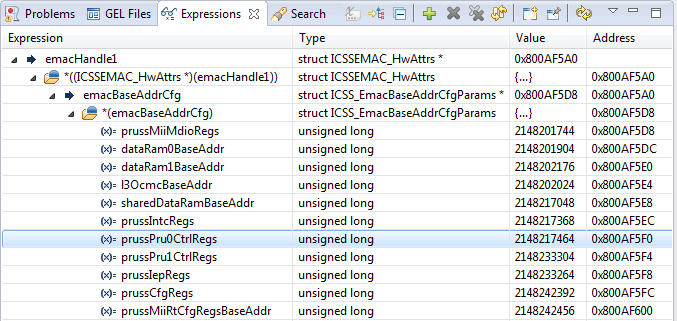 Problems GEL Files Expressions Search
Expression Type Value Address
emacHandle1 struct ICSSEMAC_HwAttrs * 0x800AF5A0
*((ICSSEMAC_HwAttrs *)(emacHandle1)) struct ICSSEMAC_HwAttrs {...} 0x800AF5A0
emacBaseAddrCfg struct ICSS_EmacBaseAddrCfgParams * 0x800AF5D8 0x800AF5A0
*(emacBaseAddrCfg) struct ICSS_EmacBaseAddrCfgParams {...} 0x800AF5D8
(x)= prussMiiMdioRegs unsigned long 2148201744 0x800AF5D8
(x)= dataRam0BaseAddr unsigned long 2148201904 0x800AF5DC
(x)= dataRam1BaseAddr unsigned long 2148202176 0x800AF5E0
(x)= l3OcmcBaseAddr unsigned long 2148202024 0x800AF5E4
(x)= sharedDataRamBaseAddr unsigned long 2148217048 0x800AF5E8
(x)= prussIntcRegs unsigned long 2148217368 0x800AF5EC
(x)= prussPru0CtrlRegs unsigned long 2148217464 0x800AF5F0
(x)= prussPru1CtrlRegs unsigned long 2148233304 0x800AF5F4
(x)= prussIepRegs unsigned long 2148233264 0x800AF5F8
(x)= prussCfgRegs unsigned long 2148242392 0x800AF5FC
(x)= prussMiiRtCfgRegsBaseAddr unsigned long 2148242456 0x800AF600